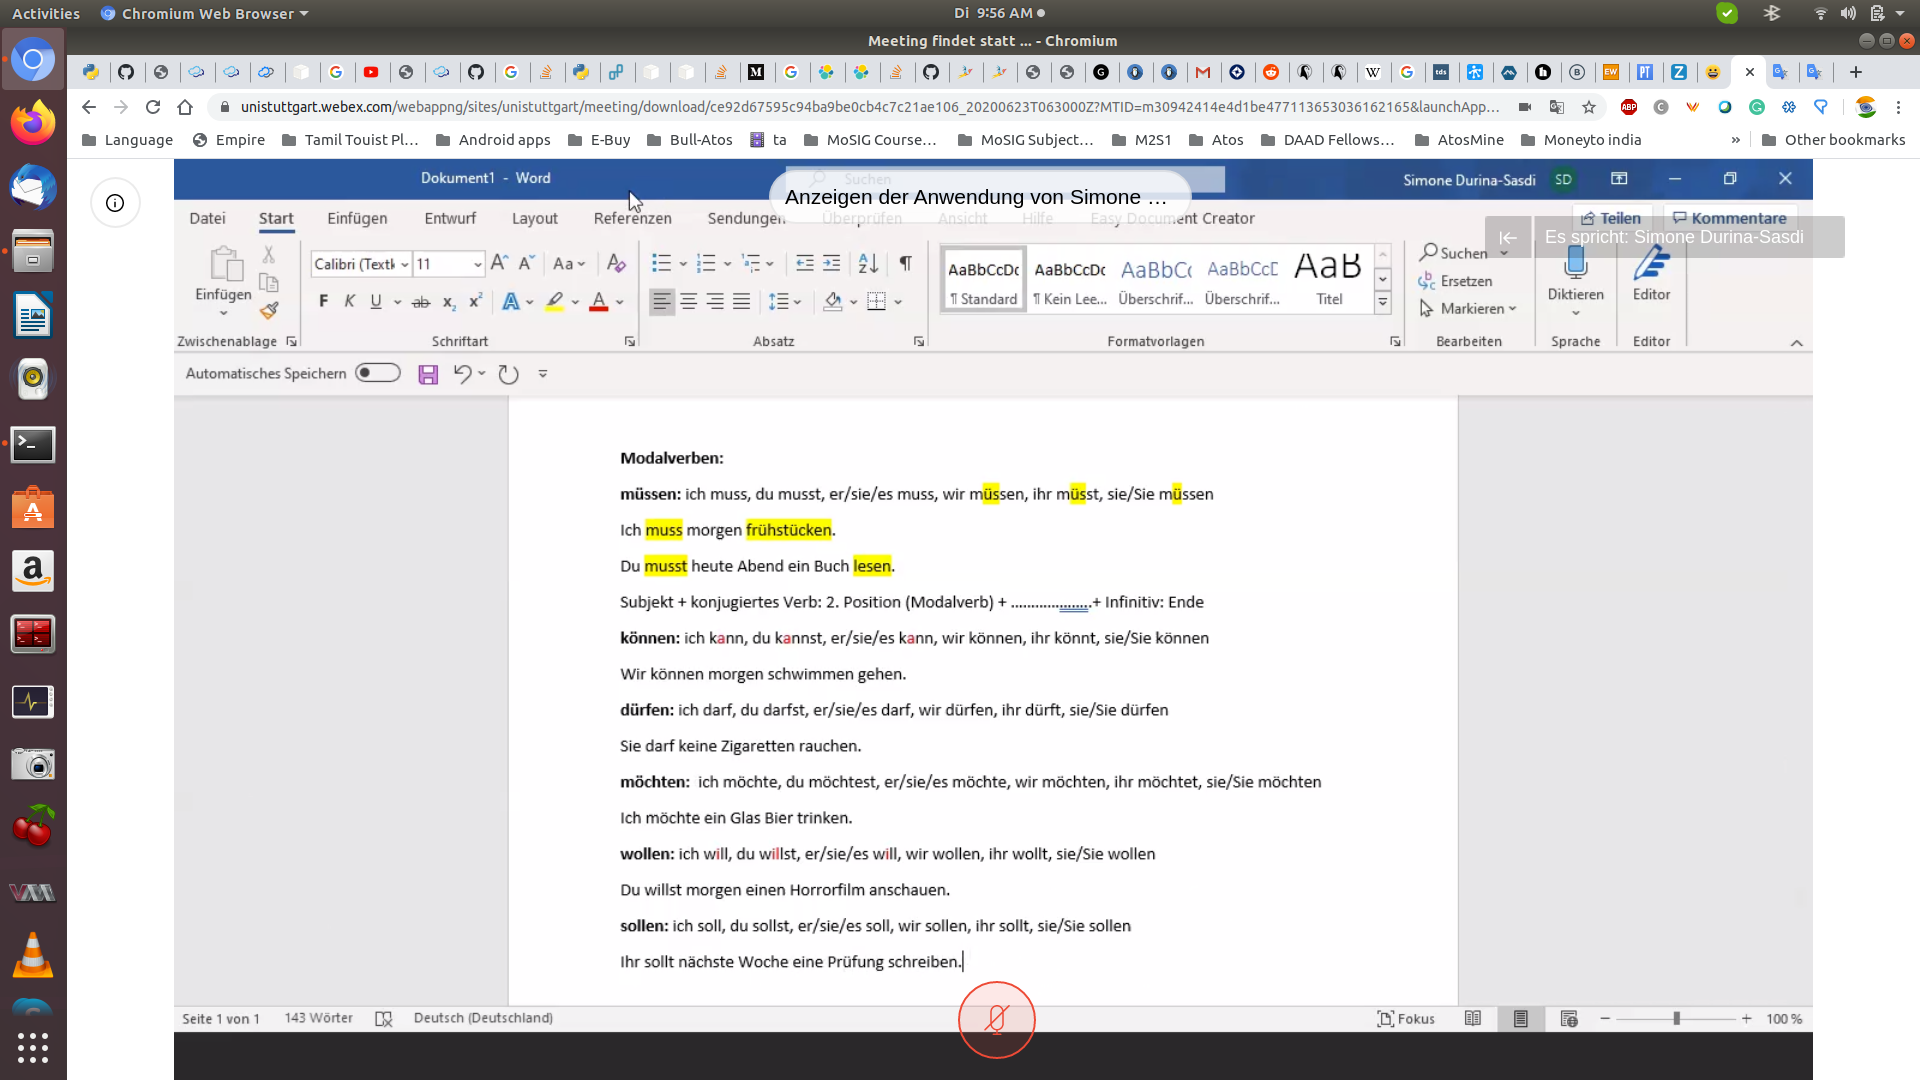 Activities Chromium Web Browser Di 9:56 AM
Meeting findet statt ... - Chromium
unistuttgart.webex.com/webappng/sites/unistuttgart/meeting/download/ce92d67595c94ba9be0cb4c7c21ae106_20200623T063000Z?MTID=m30942414e4d1be477113653036162165&launchApp...
Language Empire Tamil Touist Pl... Android apps E-Buy Bull-Atos ta MoSIG Course... MoSIG Subject... M2S1 Atos DAAD Fellows... AtosMine Moneyto india » Other bookmarks
Dokument1 - Word Suchen Simone Durina-Sasdi SD
Anzeigen der Anwendung von Simone ...
Datei Start Einfügen Entwurf Layout Referenzen Sendungen Überprüfen Ansicht Hilfe Easy Document Creator Teilen Kommentare
Es spricht: Simone Durina-Sasdi
Calibri (Textk 11 Aa
AaBbCcDc AaBbCcDc AaBbCc AaBbCcD AaB
Einfügen F K U ab x₂ x² A A
¶ Standard ¶ Kein Lee... Überschrif... Überschrif... Titel
Suchen Ersetzen Markieren Diktieren Editor
Zwischenablage Schriftart Absatz Formatvorlagen Bearbeiten Sprache Editor
Automatisches Speichern
Modalverben:
müssen: ich muss, du musst, er/sie/es muss, wir müssen, ihr müsst, sie/Sie müssen
Ich muss morgen frühstücken.
Du musst heute Abend ein Buch lesen.
Subjekt + konjugiertes Verb: 2. Position (Modalverb) + ....................+ Infinitiv: Ende
können: ich kann, du kannst, er/sie/es kann, wir können, ihr könnt, sie/Sie können
Wir können morgen schwimmen gehen.
dürfen: ich darf, du darfst, er/sie/es darf, wir dürfen, ihr dürft, sie/Sie dürfen
Sie darf keine Zigaretten rauchen.
möchten: ich möchte, du möchtest, er/sie/es möchte, wir möchten, ihr möchtet, sie/Sie möchten
Ich möchte ein Glas Bier trinken.
wollen: ich will, du willst, er/sie/es will, wir wollen, ihr wollt, sie/Sie wollen
Du willst morgen einen Horrorfilm anschauen.
sollen: ich soll, du sollst, er/sie/es soll, wir sollen, ihr sollt, sie/Sie sollen
Ihr sollt nächste Woche eine Prüfung schreiben.
Seite 1 von 1 143 Wörter Deutsch (Deutschland) Fokus 100 %